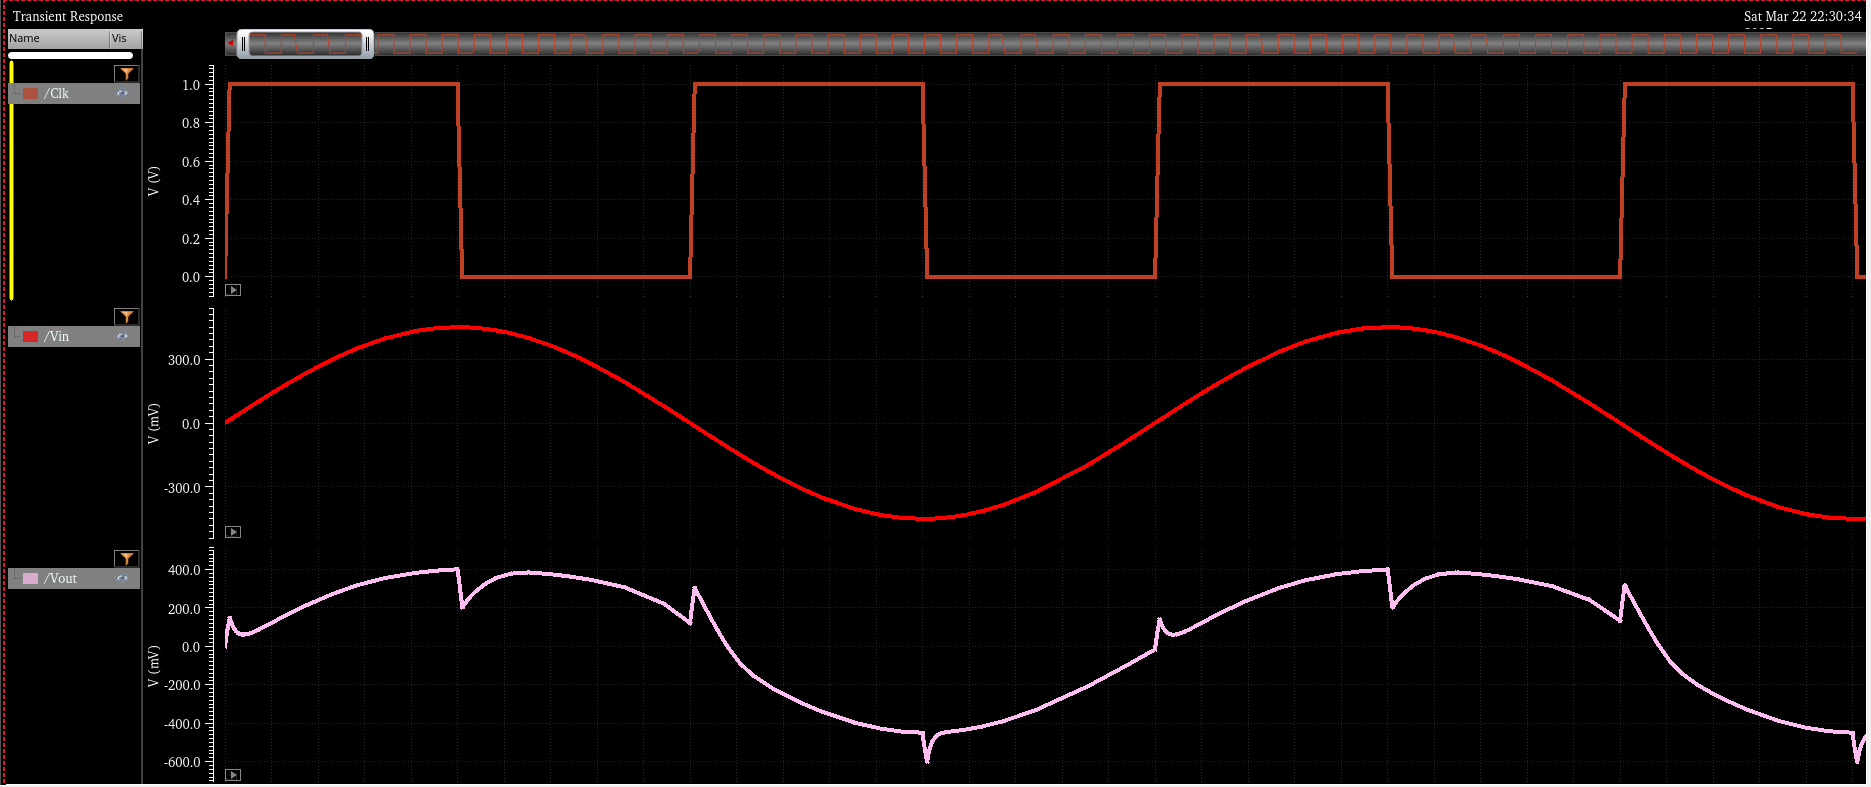 Transient Response
Sat Mar 22 22:30:34
Name Vis
/Clk
V (V)
1.0
0.8
0.6
0.4
0.2
0.0
/Vin
V (mV)
300.0
0.0
-300.0
/Vout
V (mV)
400.0
200.0
0.0
-200.0
-400.0
-600.0